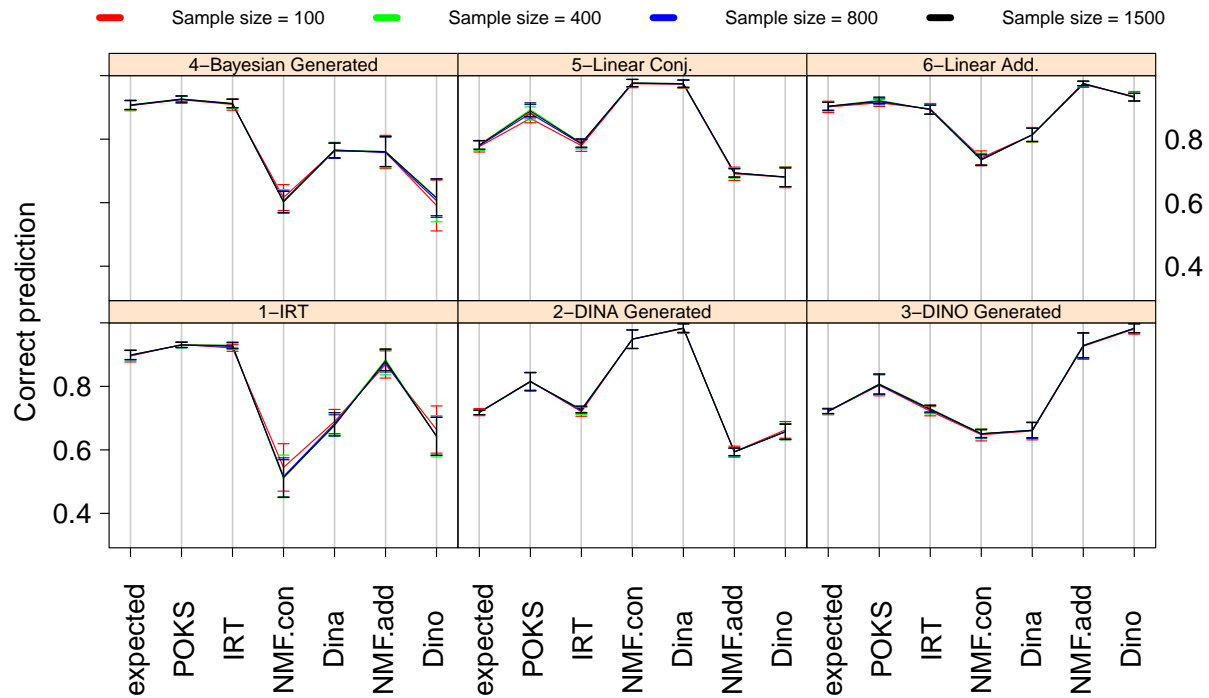 Sample size = 100 Sample size = 400 Sample size = 800 Sample size = 1500
4−Bayesian Generated 5−Linear Conj. 6−Linear Add.
0.8
0.6
0.4
1−IRT 2−DINA Generated 3−DINO Generated
0.8
0.6
0.4
Correct prediction
expected POKS IRT NMF.con Dina NMF.add Dino expected POKS IRT NMF.con Dina NMF.add Dino expected POKS IRT NMF.con Dina NMF.add Dino